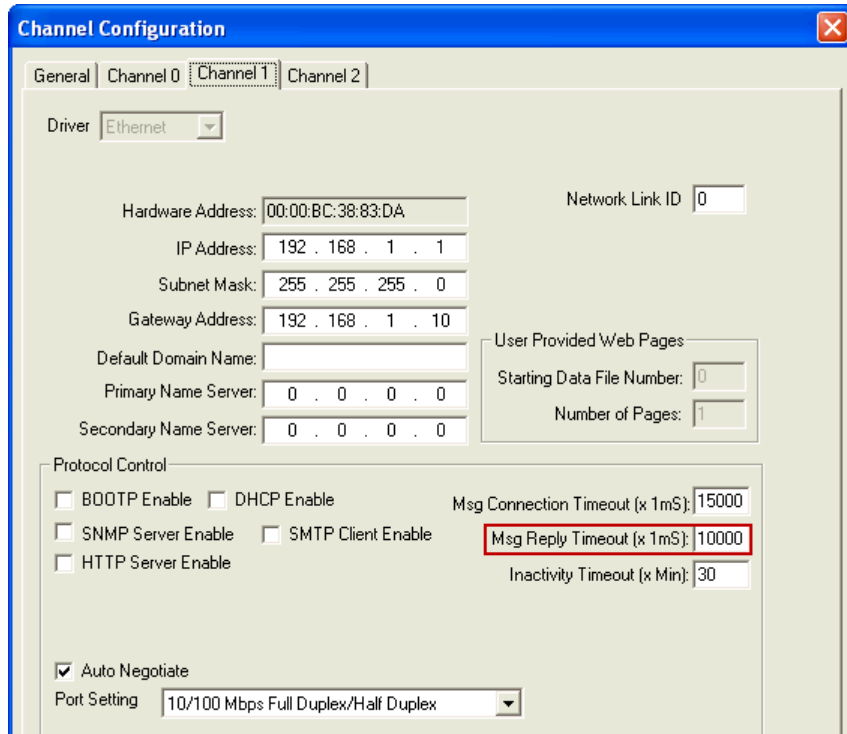 Channel Configuration
General Channel 0 Channel 1 Channel 2
Driver Ethernet
Hardware Address: 00:00:BC:38:83:DA
Network Link ID 0
IP Address: 192 . 168 . 1 . 1
Subnet Mask: 255 . 255 . 255 . 0
Gateway Address: 192 . 168 . 1 . 10
Default Domain Name:
Primary Name Server: 0 . 0 . 0 . 0
Secondary Name Server: 0 . 0 . 0 . 0
User Provided Web Pages
Starting Data File Number: 0
Number of Pages: 1
Protocol Control
BOOTP Enable DHCP Enable
SNMP Server Enable SMTP Client Enable
HTTP Server Enable
Msg Connection Timeout (x 1mS): 15000
Msg Reply Timeout (x 1mS): 10000
Inactivity Timeout (x Min): 30
Auto Negotiate
Port Setting 10/100 Mbps Full Duplex/Half Duplex